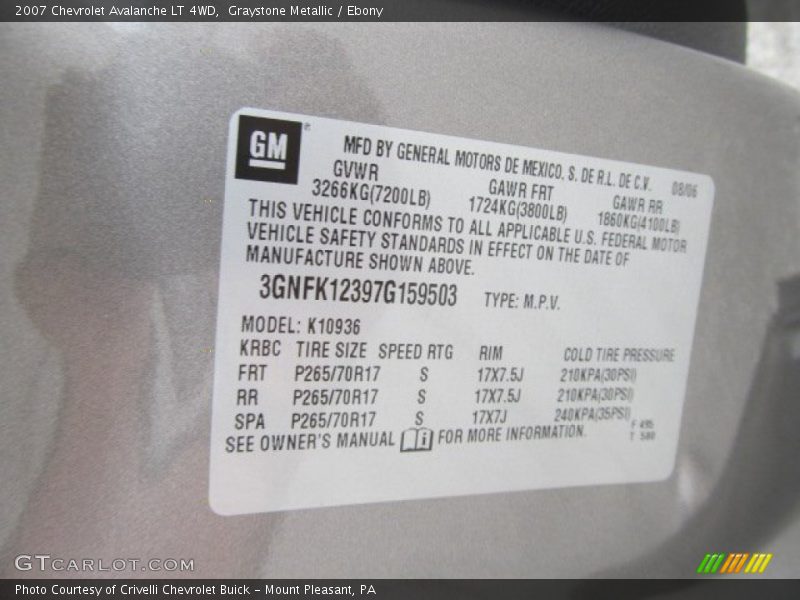 2007 Chevrolet Avalanche LT 4WD, Graystone Metallic / Ebony
GM®
MFD BY GENERAL MOTORS DE MEXICO, S. DE R.L. DE C.V. 08/06
GVWR GAWR FRT GAWR RR
3266KG(7200LB) 1724KG(3800LB) 1860KG(4100LB)
THIS VEHICLE CONFORMS TO ALL APPLICABLE U.S. FEDERAL MOTOR
VEHICLE SAFETY STANDARDS IN EFFECT ON THE DATE OF
MANUFACTURE SHOWN ABOVE.
3GNFK12397G159503 TYPE: M.P.V.
MODEL: K10936
KRBC TIRE SIZE SPEED RTG RIM COLD TIRE PRESSURE
FRT P265/70R17 S 17X7.5J 210KPA(30PSI)
RR P265/70R17 S 17X7.5J 210KPA(30PSI)
SPA P265/70R17 S 17X7J 240KPA(35PSI)
SEE OWNER'S MANUAL i FOR MORE INFORMATION.
F 495
T 580
GTCARLOT.COM
Photo Courtesy of Crivelli Chevrolet Buick - Mount Pleasant, PA